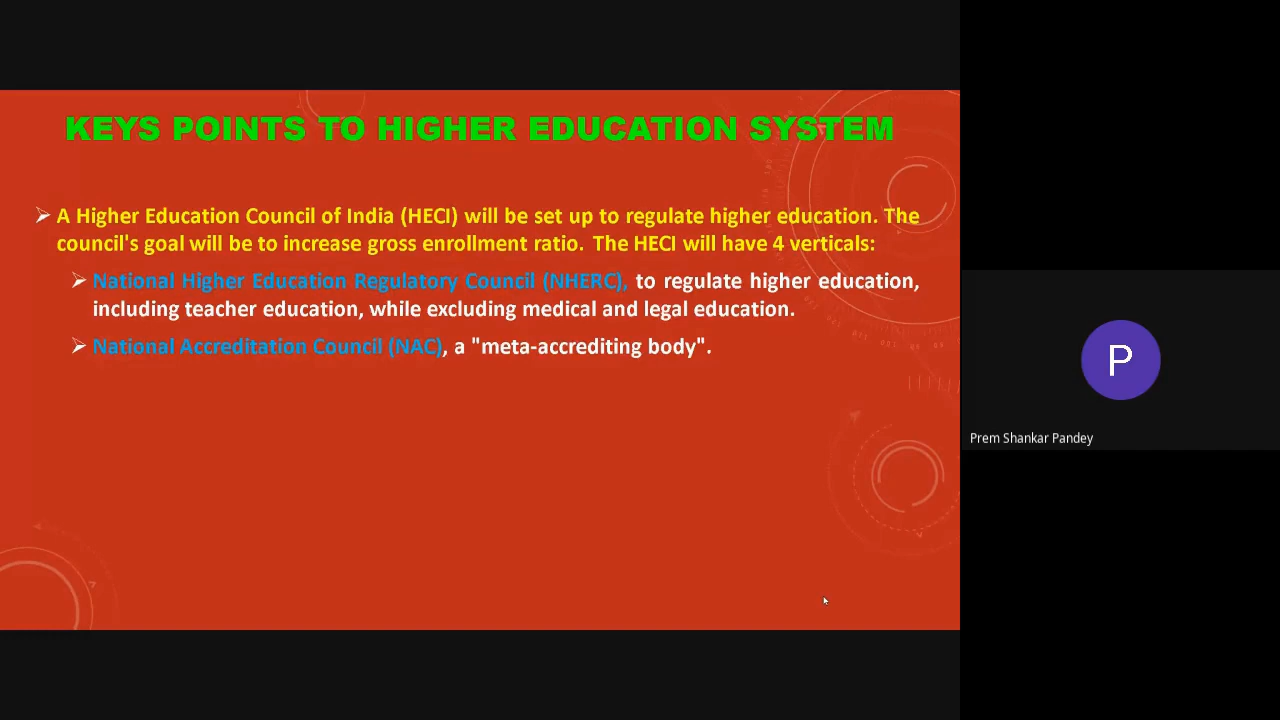 KEYS POINTS TO HIGHER EDUCATION SYSTEM
A Higher Education Council of India (HECI) will be set up to regulate higher education. The
council's goal will be to increase gross enrollment ratio. The HECI will have 4 verticals:
National Higher Education Regulatory Council (NHERC), to regulate higher education,
including teacher education, while excluding medical and legal education.
National Accreditation Council (NAC), a "meta-accrediting body".
P
Prem Shankar Pandey